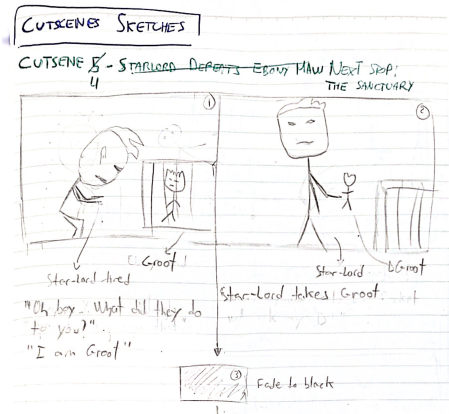 CUTSCENES SKETCHES
CUTSENE 5 - STARLORD DEFEATS EBONY MAW NEXT STOP:
4
THE SANCTUARY
1
2
Groot
Star-Lord tired
"Oh boy... What did they do
to you?"
"I am Groot"
Star-Lord
Groot
Star-Lord takes Groot
3
Fade to black